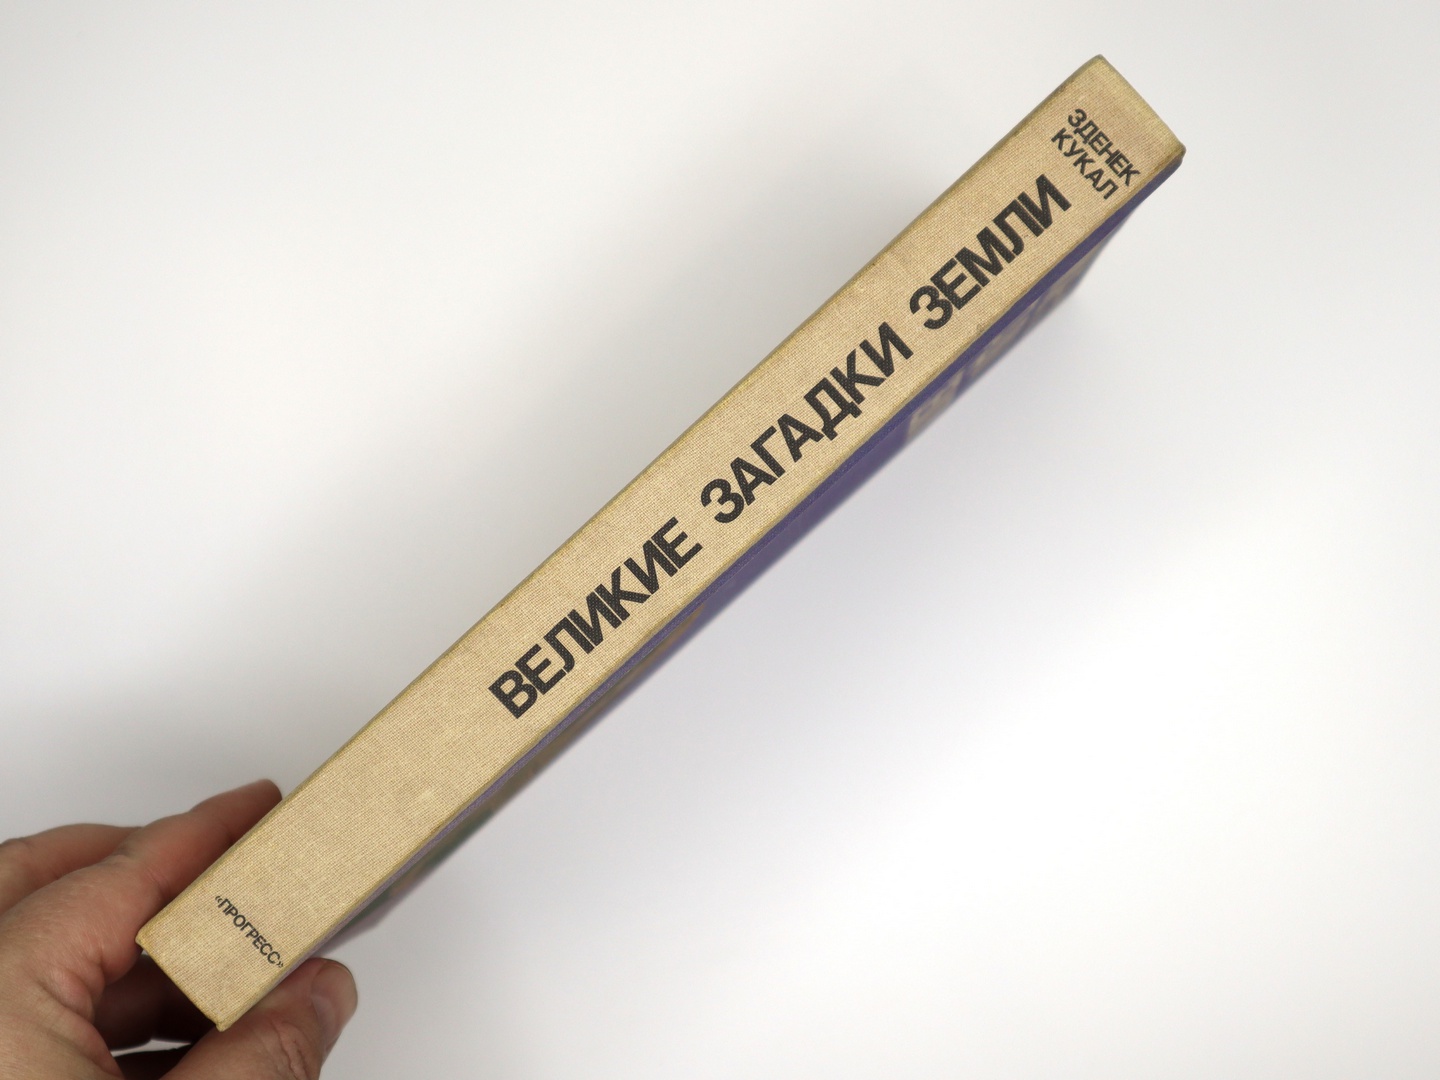 ЗДЕНЕК
КУКАЛ
ВЕЛИКИЕ ЗАГАДКИ ЗЕМЛИ
«ПРОГРЕСС»